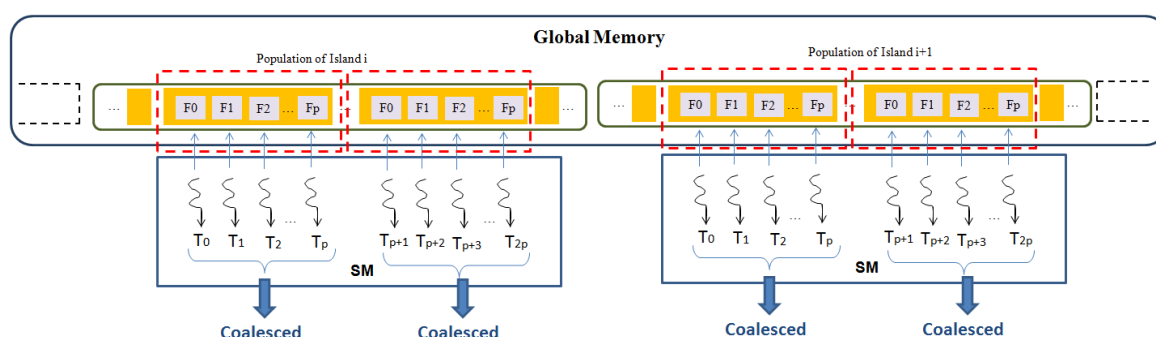 Global Memory
Population of Island i
Population of Island i+1
... F0 F1 F2 ... Fp ... F0 F1 F2 ... Fp ...
... F0 F1 F2 ... Fp ... F0 F1 F2 ... Fp ...
T0 T1 T2 ... Tp Tp+1 Tp+2 Tp+3 ... T2p
T0 T1 T2 ... Tp Tp+1 Tp+2 Tp+3 ... T2p
SM
SM
Coalesced
Coalesced
Coalesced
Coalesced